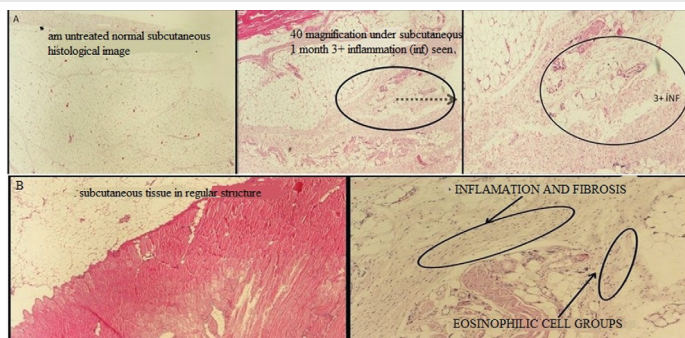 A
am untreated normal subcutaneous
histological image
40 magnification under subcutaneous
1 month 3+ inflammation (inf) seen,
3+ INF
B
subcutaneous tissue in regular structure
INFLAMATION AND FIBROSIS
EOSINOPHILIC CELL GROUPS